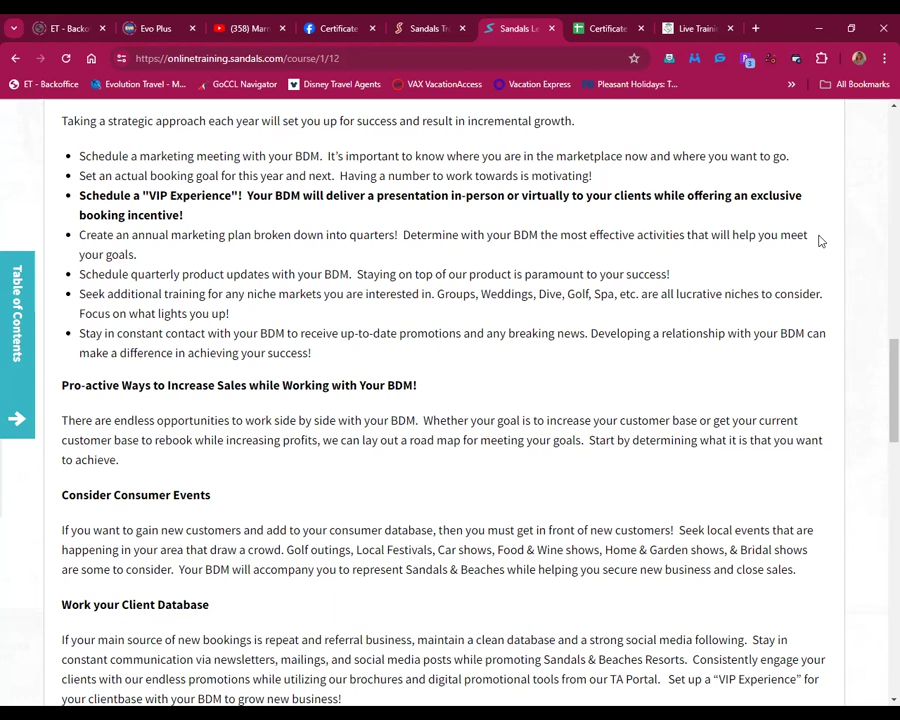 ET - Backo
Evo Plus
(358) Mar
Certificate
Sandals Tr
Sandals Le
Certificate
Live Traini
https://onlinetraining.sandals.com/course/1/12
3
ET - Backoffice
Evolution Travel - M...
GoCCL Navigator
Disney Travel Agents
VAX VacationAccess
Vacation Express
Pleasant Holidays: T...
All Bookmarks
Taking a strategic approach each year will set you up for success and result in incremental growth.
Schedule a marketing meeting with your BDM. It's important to know where you are in the marketplace now and where you want to go.
Set an actual booking goal for this year and next. Having a number to work towards is motivating!
Schedule a "VIP Experience"! Your BDM will deliver a presentation in-person or virtually to your clients while offering an exclusive
booking incentive!
Create an annual marketing plan broken down into quarters! Determine with your BDM the most effective activities that will help you meet
your goals.
Schedule quarterly product updates with your BDM. Staying on top of our product is paramount to your success!
Seek additional training for any niche markets you are interested in. Groups, Weddings, Dive, Golf, Spa, etc. are all lucrative niches to consider.
Focus on what lights you up!
Stay in constant contact with your BDM to receive up-to-date promotions and any breaking news. Developing a relationship with your BDM can
make a difference in achieving your success!
Table of Contents
Pro-active Ways to Increase Sales while Working with Your BDM!
There are endless opportunities to work side by side with your BDM. Whether your goal is to increase your customer base or get your current
customer base to rebook while increasing profits, we can lay out a road map for meeting your goals. Start by determining what it is that you want
to achieve.
Consider Consumer Events
If you want to gain new customers and add to your consumer database, then you must get in front of new customers! Seek local events that are
happening in your area that draw a crowd. Golf outings, Local Festivals, Car shows, Food & Wine shows, Home & Garden shows, & Bridal shows
are some to consider. Your BDM will accompany you to represent Sandals & Beaches while helping you secure new business and close sales.
Work your Client Database
If your main source of new bookings is repeat and referral business, maintain a clean database and a strong social media following. Stay in
constant communication via newsletters, mailings, and social media posts while promoting Sandals & Beaches Resorts. Consistently engage your
clients with our endless promotions while utilizing our brochures and digital promotional tools from our TA Portal. Set up a “VIP Experience” for
your clientbase with your BDM to grow new business!